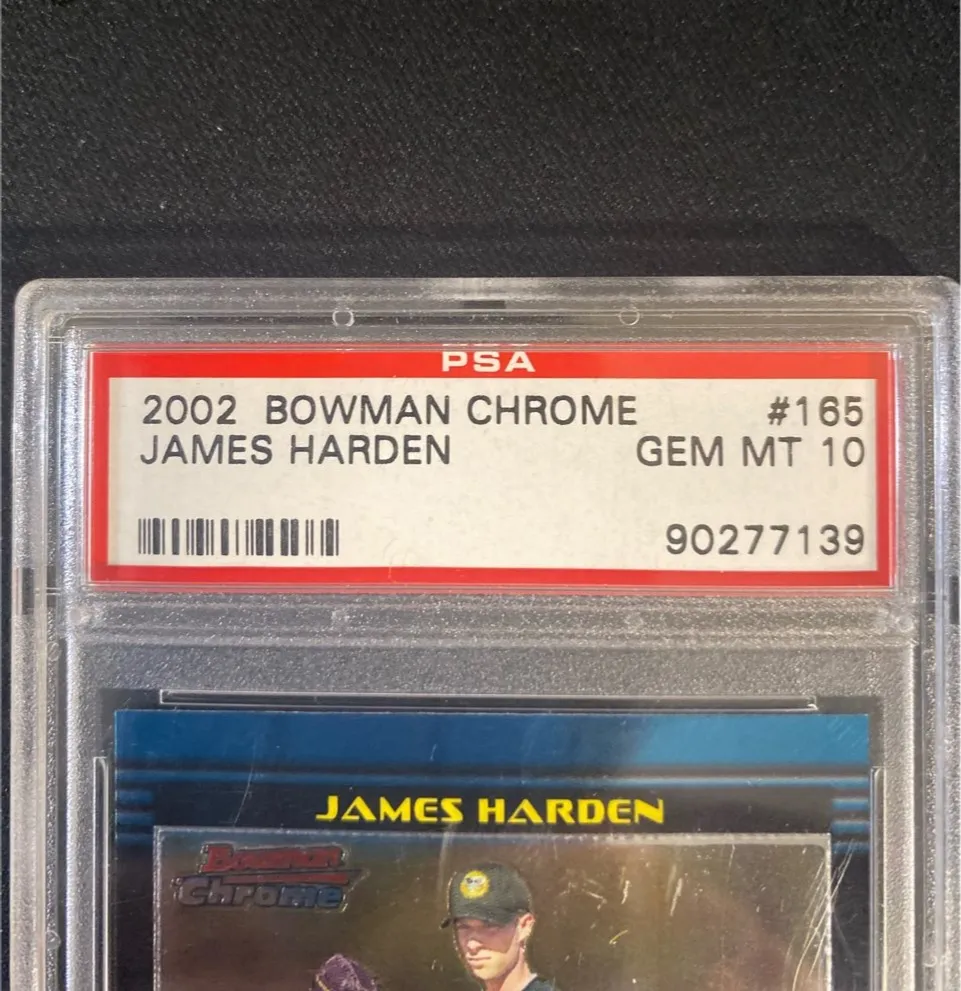 PSA
2002 BOWMAN CHROME #165
JAMES HARDEN GEM MT 10
90277139
JAMES HARDEN
Bowman
Chrome